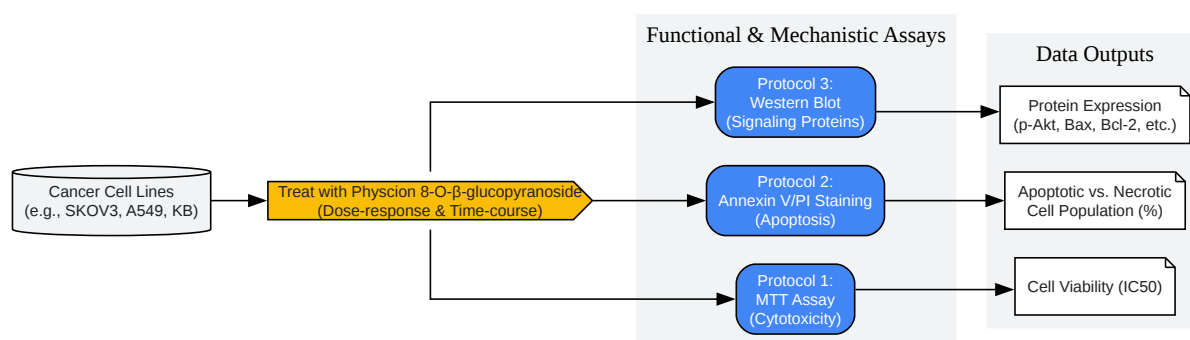 Functional & Mechanistic Assays
Data Outputs
Protocol 3:
Western Blot
(Signaling Proteins)
Protein Expression
(p-Akt, Bax, Bcl-2, etc.)
Cancer Cell Lines
(e.g., SKOV3, A549, KB)
Treat with Physcion 8-O-β-glucopyranoside
(Dose-response & Time-course)
Protocol 2:
Annexin V/PI Staining
(Apoptosis)
Apoptotic vs. Necrotic
Cell Population (%)
Protocol 1:
MTT Assay
(Cytotoxicity)
Cell Viability (IC50)